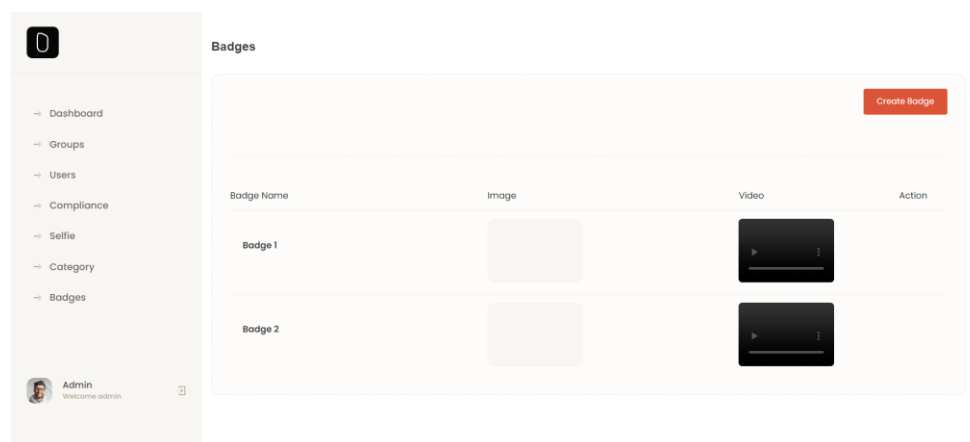 Badges
Create Badge
Dashboard
Groups
Users
Compliance
Selfie
Category
Badges
Badge Name Image Video Action
Badge 1
Badge 2
Admin
Welcome admin